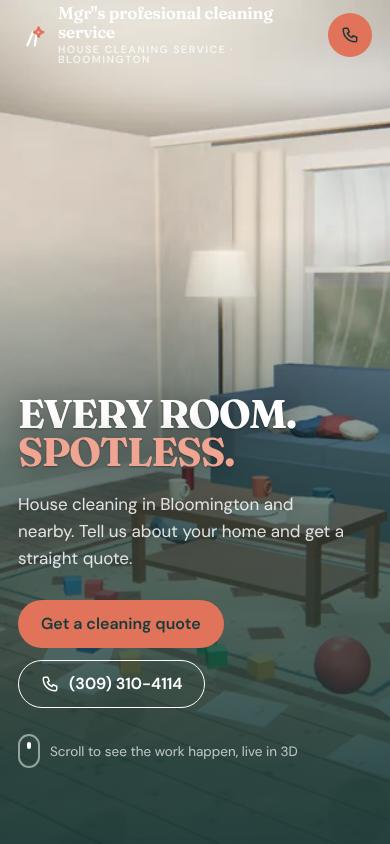 Mgr"s profesional cleaning
service
HOUSE CLEANING SERVICE ·
BLOOMINGTON
EVERY ROOM.
SPOTLESS.
House cleaning in Bloomington and
nearby. Tell us about your home and get a
straight quote.
Get a cleaning quote
(309) 310-4114
Scroll to see the work happen, live in 3D